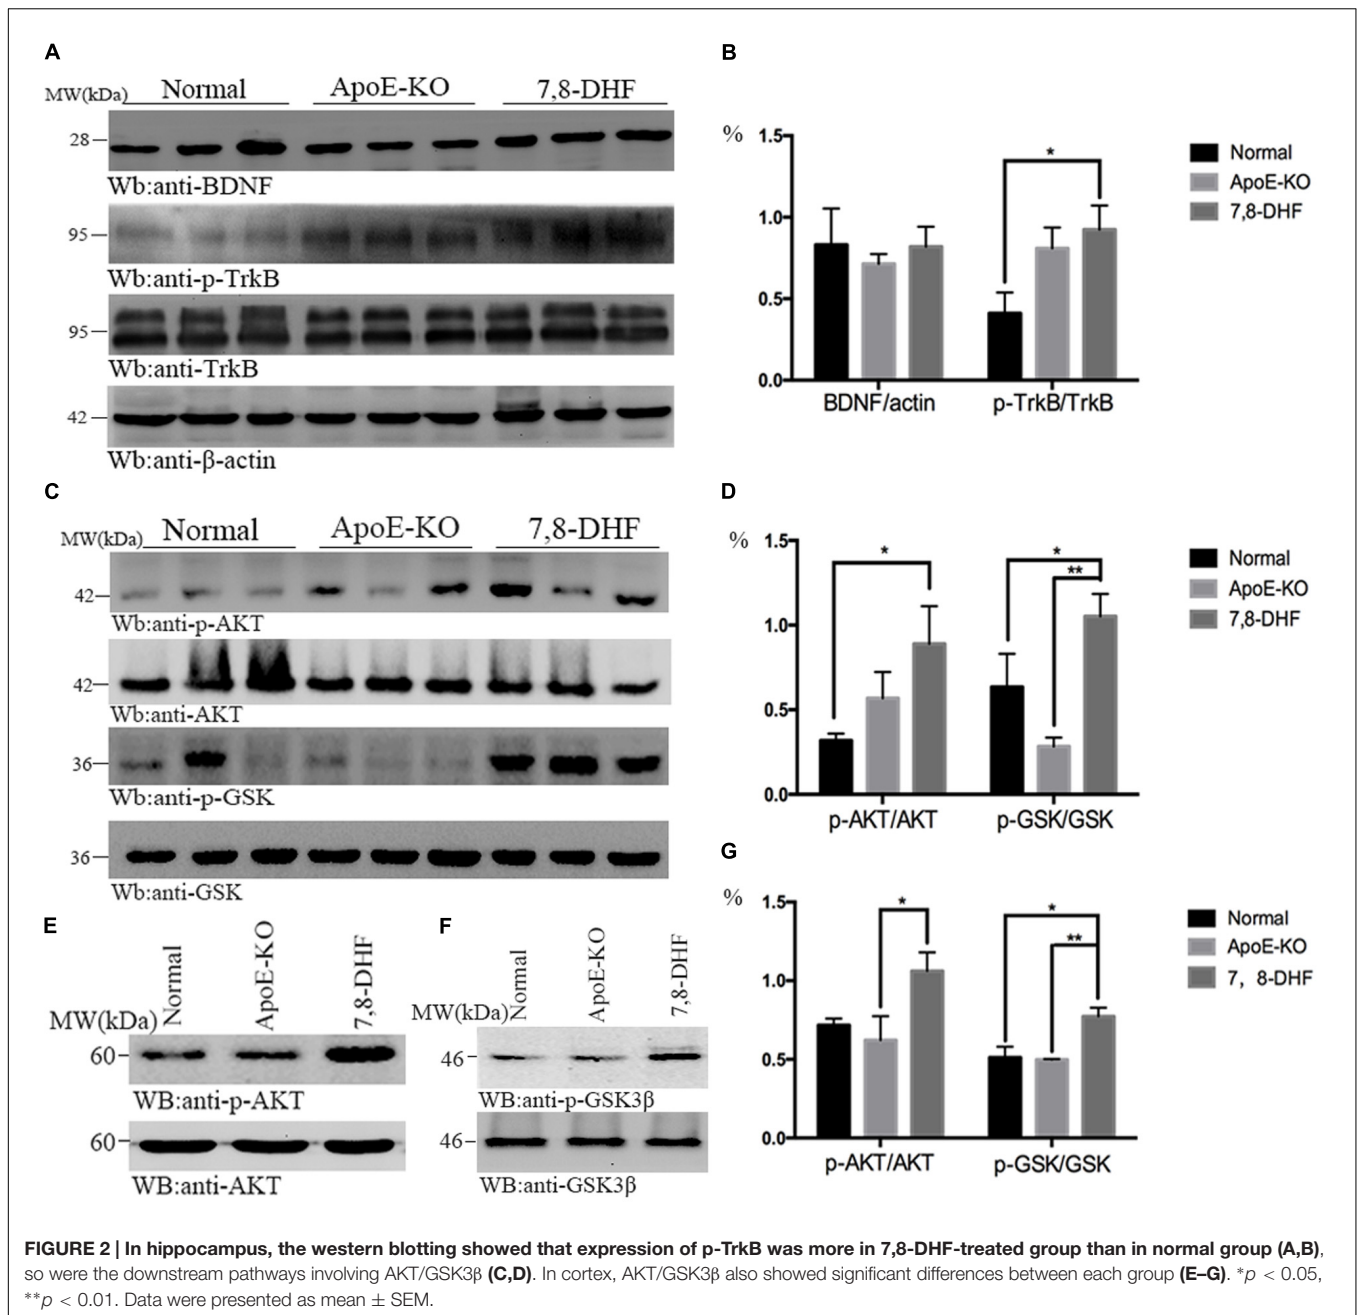 A
MW(kDa) Normal ApoE-KO 7,8-DHF
28
Wb:anti-BDNF
95
Wb:anti-p-TrkB
95
Wb:anti-TrkB
42
Wb:anti-β-actin
B
%
1.5
1.0
0.5
0.0
*
BDNF/actin p-TrkB/TrkB
Normal
ApoE-KO
7,8-DHF
C
MW(kDa) Normal ApoE-KO 7,8-DHF
42
Wb:anti-p-AKT
42
Wb:anti-AKT
36
Wb:anti-p-GSK
36
Wb:anti-GSK
D
%
1.5
1.0
0.5
0.0
* *
**
p-AKT/AKT p-GSK/GSK
Normal
ApoE-KO
7,8-DHF
E
MW(kDa) Normal ApoE-KO 7,8-DHF
60
WB:anti-p-AKT
60
WB:anti-AKT
F
MW(kDa) Normal ApoE-KO 7,8-DHF
46
WB:anti-p-GSK3β
46
WB:anti-GSK3β
G
%
1.5
1.0
0.5
0.0
* *
**
p-AKT/AKT p-GSK/GSK
Normal
ApoE-KO
7, 8-DHF
FIGURE 2 | In hippocampus, the western blotting showed that expression of p-TrkB was more in 7,8-DHF-treated group than in normal group (A,B),
so were the downstream pathways involving AKT/GSK3β (C,D). In cortex, AKT/GSK3β also showed significant differences between each group (E–G). *p < 0.05,
**p < 0.01. Data were presented as mean ± SEM.